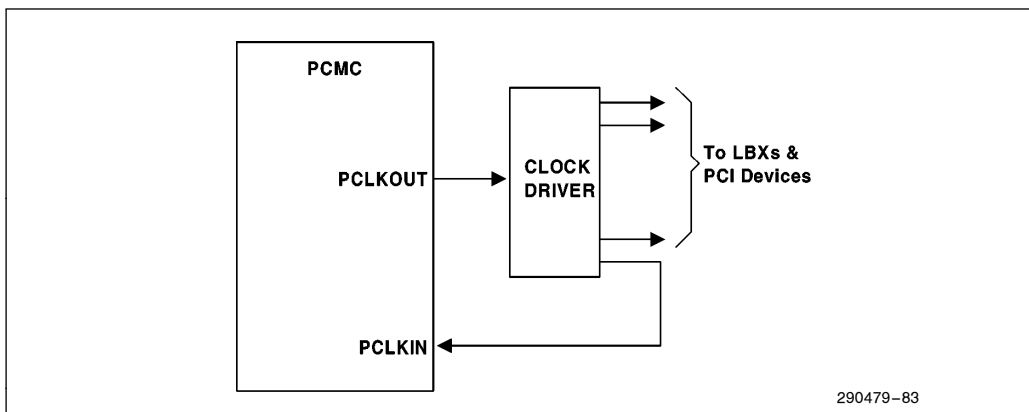 PCMC
PCLKOUT
CLOCK
DRIVER
To LBXs &
PCI Devices
PCLKIN
290479–83